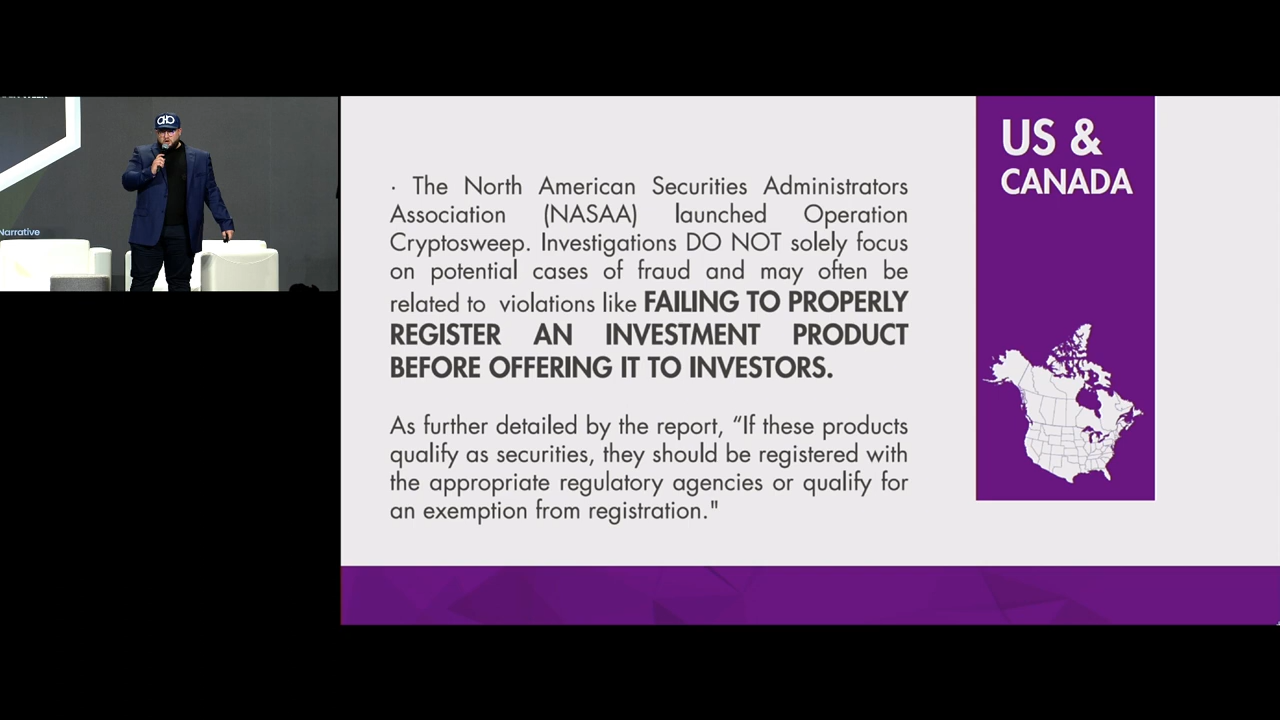 Narrative
· The North American Securities Administrators
Association (NASAA) launched Operation
Cryptosweep. Investigations DO NOT solely focus
on potential cases of fraud and may often be
related to violations like FAILING TO PROPERLY
REGISTER AN INVESTMENT PRODUCT
BEFORE OFFERING IT TO INVESTORS.
As further detailed by the report, “If these products
qualify as securities, they should be registered with
the appropriate regulatory agencies or qualify for
an exemption from registration."
US &
CANADA